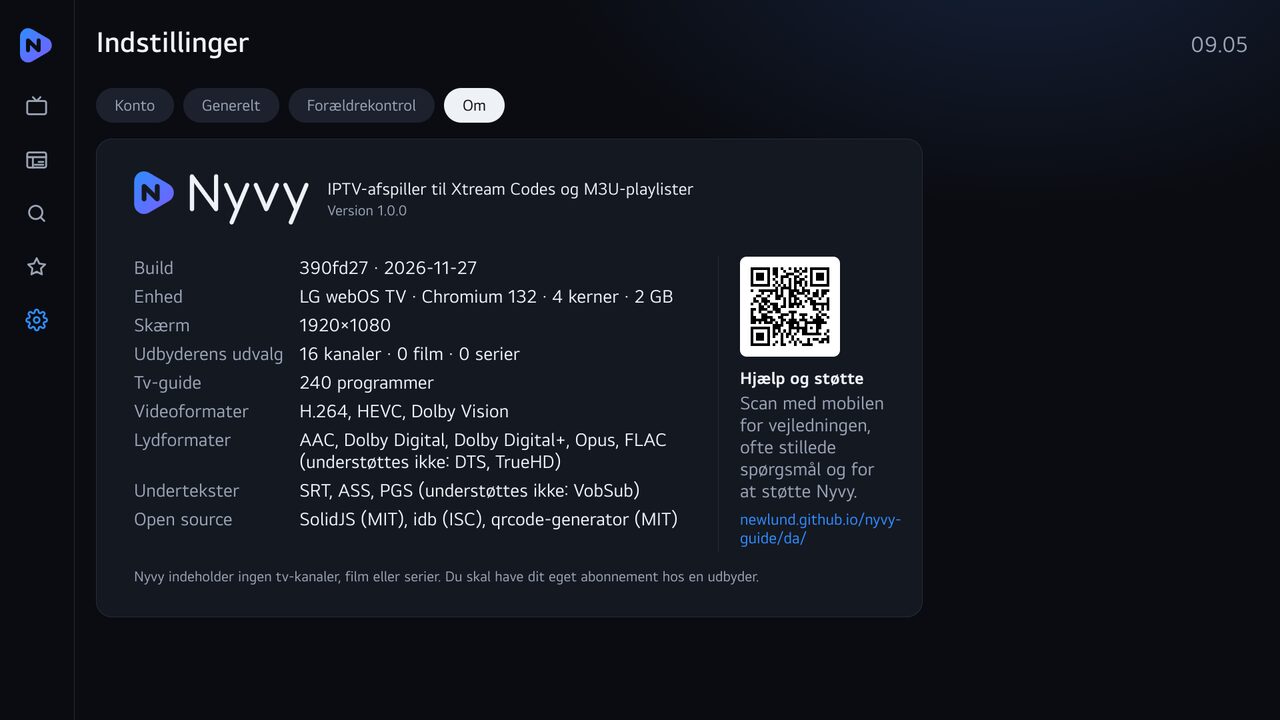 Indstillinger
09.05
Konto
Generelt
Forældrekontrol
Om
N
Nyvy
IPTV-afspiller til Xtream Codes og M3U-playlister
Version 1.0.0
Build 390fd27 · 2026-11-27
Enhed LG webOS TV · Chromium 132 · 4 kerner · 2 GB
Skærm 1920×1080
Udbyderens udvalg 16 kanaler · 0 film · 0 serier
Tv-guide 240 programmer
Videoformater H.264, HEVC, Dolby Vision
Lydformater AAC, Dolby Digital, Dolby Digital+, Opus, FLAC
(understøttes ikke: DTS, TrueHD)
Undertekster SRT, ASS, PGS (understøttes ikke: VobSub)
Open source SolidJS (MIT), idb (ISC), qrcode-generator (MIT)
Hjælp og støtte
Scan med mobilen
for vejledningen,
ofte stillede
spørgsmål og for
at støtte Nyvy.
newlund.github.io/nyvy-
guide/da/
Nyvy indeholder ingen tv-kanaler, film eller serier. Du skal have dit eget abonnement hos en udbyder.